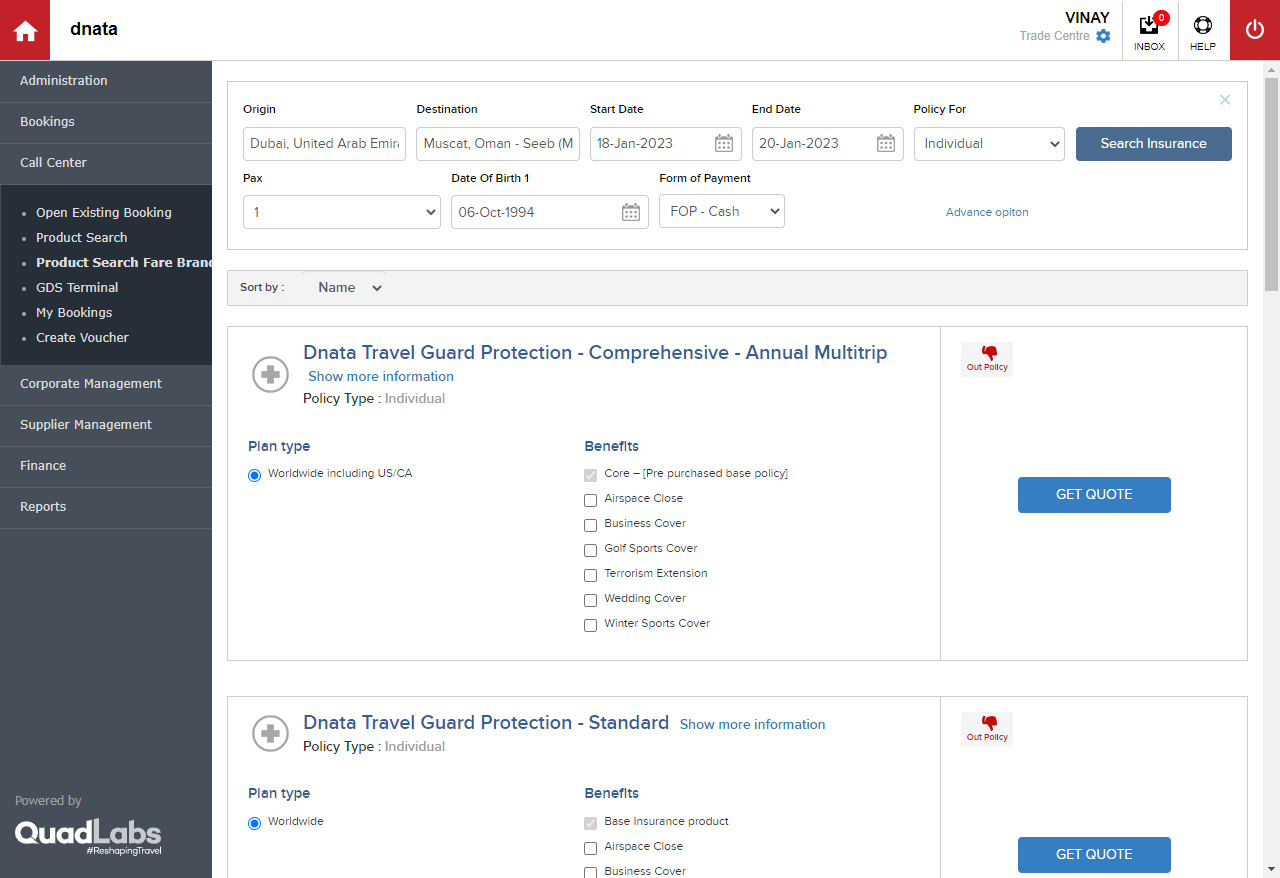 dnata
VINAY
Trade Centre
0
INBOX
HELP
Administration
Bookings
Call Center
Open Existing Booking
Product Search
Product Search Fare Bran
GDS Terminal
My Bookings
Create Voucher
Corporate Management
Supplier Management
Finance
Reports
Powered by
QuadLabs
#ReshapingTravel
Origin Destination Start Date End Date Policy For
Dubai, United Arab Emir Muscat, Oman - Seeb (M 18-Jan-2023 20-Jan-2023 Individual Search Insurance
Pax Date Of Birth 1 Form of Payment
1 06-Oct-1994 FOP - Cash Advance opiton
Sort by : Name
Dnata Travel Guard Protection - Comprehensive - Annual Multitrip
Show more information
Policy Type : Individual
Out Policy
Plan type Benefits
Worldwide including US/CA Core – [Pre purchased base policy]
Airspace Close
Business Cover
Golf Sports Cover
Terrorism Extension
Wedding Cover
Winter Sports Cover
GET QUOTE
Dnata Travel Guard Protection - Standard Show more information
Policy Type : Individual
Out Policy
Plan type Benefits
Worldwide Base Insurance product
Airspace Close
Business Cover
GET QUOTE